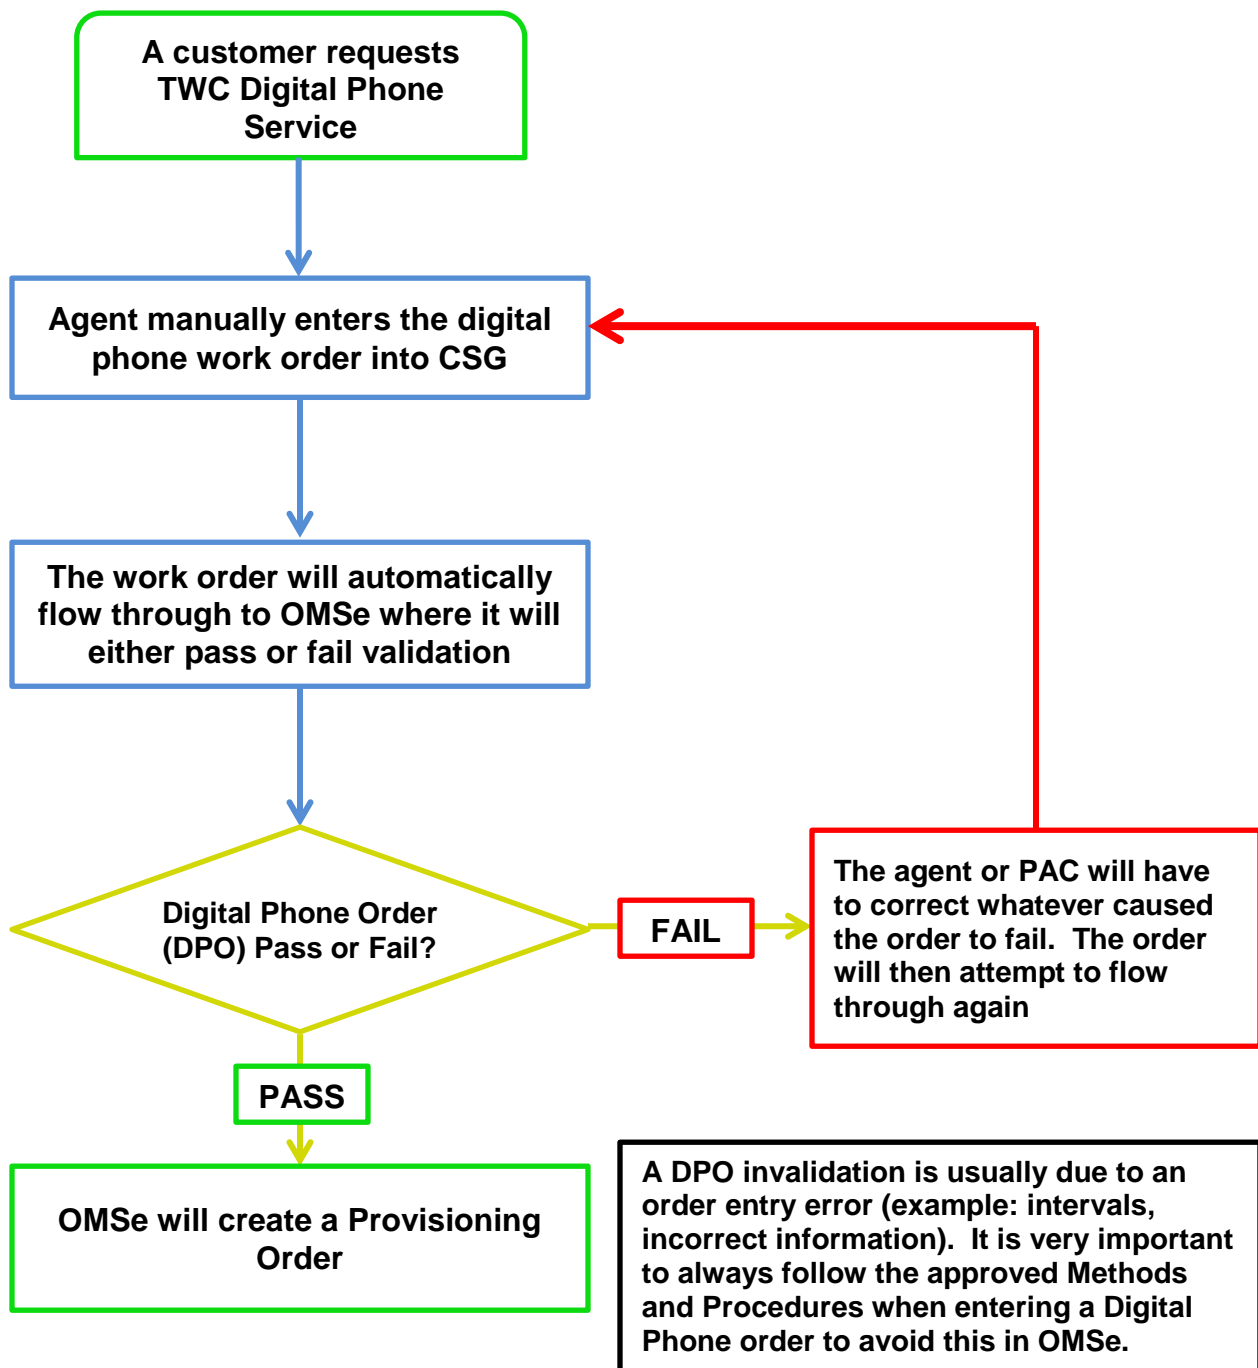 A customer requests
TWC Digital Phone
Service
Agent manually enters the digital
phone work order into CSG
The work order will automatically
flow through to OMSe where it will
either pass or fail validation
Digital Phone Order
(DPO) Pass or Fail?
FAIL
The agent or PAC will have
to correct whatever caused
the order to fail.  The order
will then attempt to flow
through again
PASS
OMSe will create a Provisioning
Order
A DPO invalidation is usually due to an
order entry error (example: intervals,
incorrect information).  It is very important
to always follow the approved Methods
and Procedures when entering a Digital
Phone order to avoid this in OMSe.